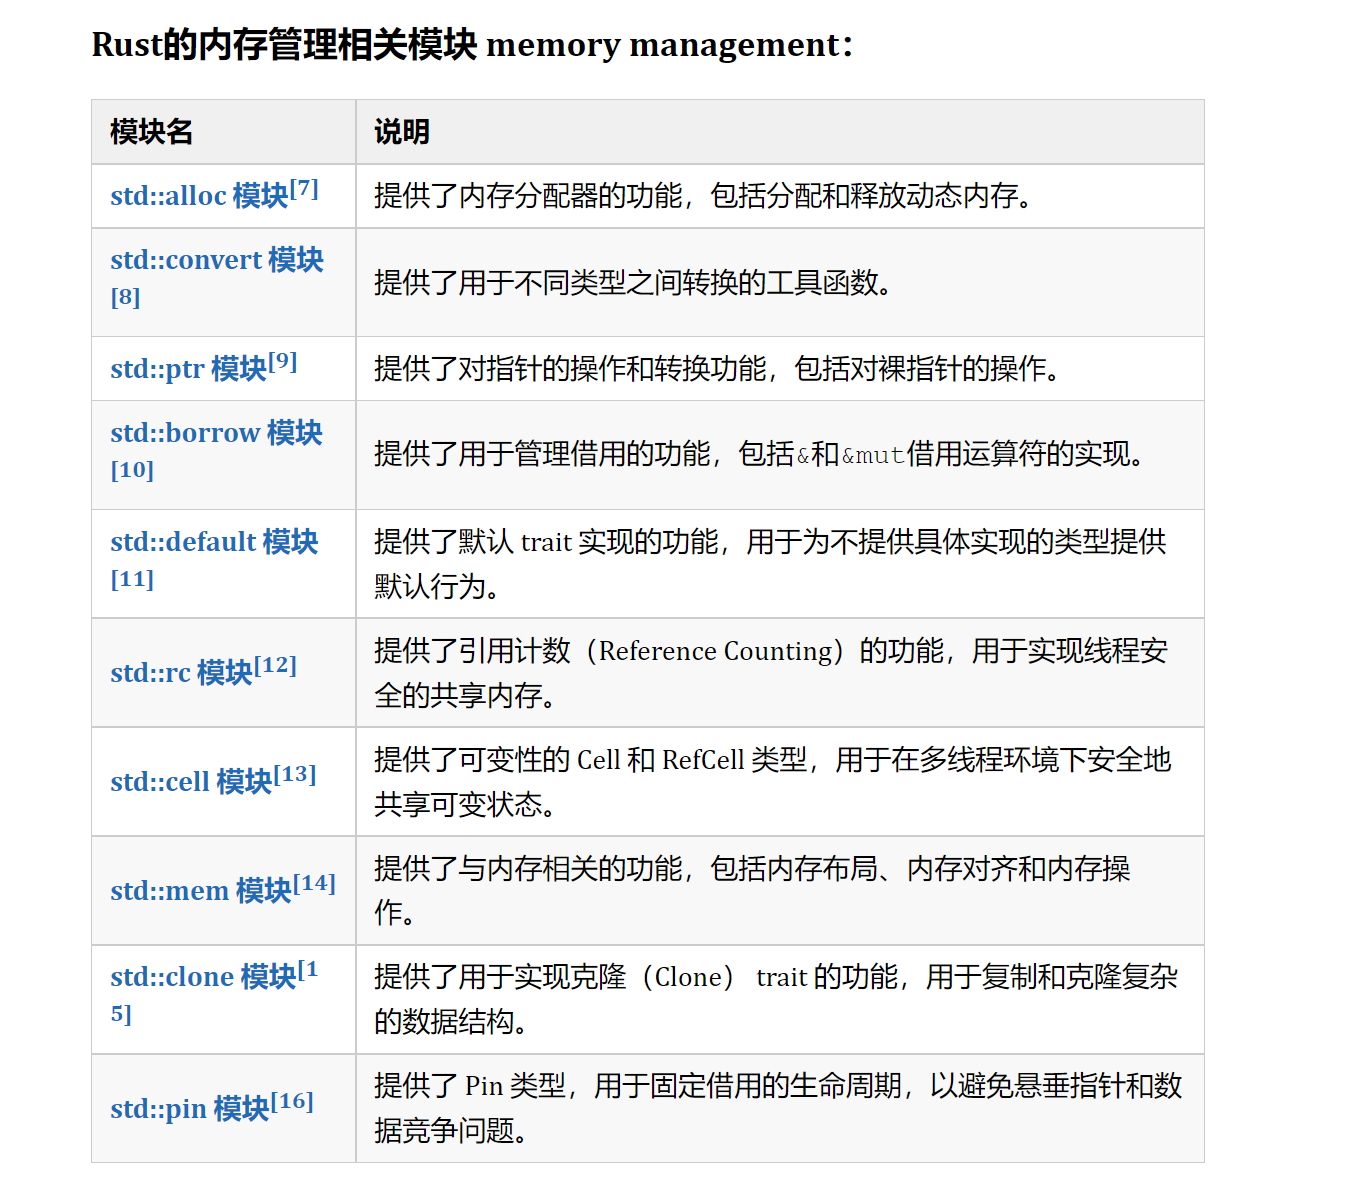 Rust的内存管理相关模块 memory management：
模块名
说明
std::alloc 模块[7]
提供了内存分配器的功能，包括分配和释放动态内存。
std::convert 模块
[8]
提供了用于不同类型之间转换的工具函数。
std::ptr 模块[9]
提供了对指针的操作和转换功能，包括对裸指针的操作。
std::borrow 模块
[10]
提供了用于管理借用的功能，包括&和&mut借用运算符的实现。
std::default 模块
[11]
提供了默认 trait 实现的功能，用于为不提供具体实现的类型提供
默认行为。
std::rc 模块[12]
提供了引用计数（Reference Counting）的功能，用于实现线程安
全的共享内存。
std::cell 模块[13]
提供了可变性的 Cell 和 RefCell 类型，用于在多线程环境下安全地
共享可变状态。
std::mem 模块[14]
提供了与内存相关的功能，包括内存布局、内存对齐和内存操
作。
std::clone 模块[1
5]
提供了用于实现克隆（Clone） trait 的功能，用于复制和克隆复杂
的数据结构。
std::pin 模块[16]
提供了 Pin 类型，用于固定借用的生命周期，以避免悬垂指针和数
据竞争问题。